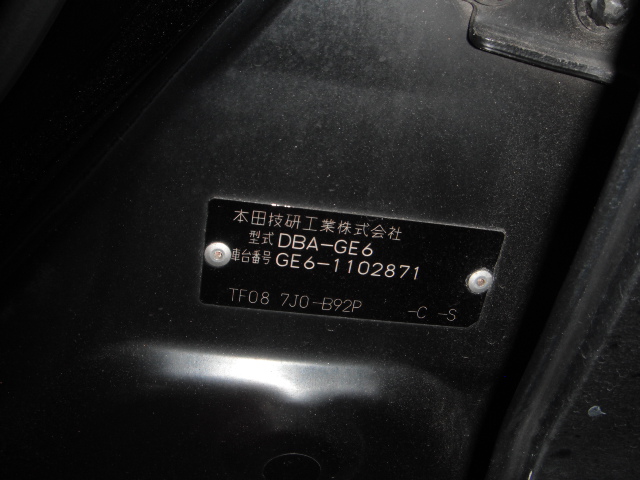 本田技研工業株式会社
型式 DBA-GE6
車台番号 GE6-1102871
TF08 7J0-B92P -C -S